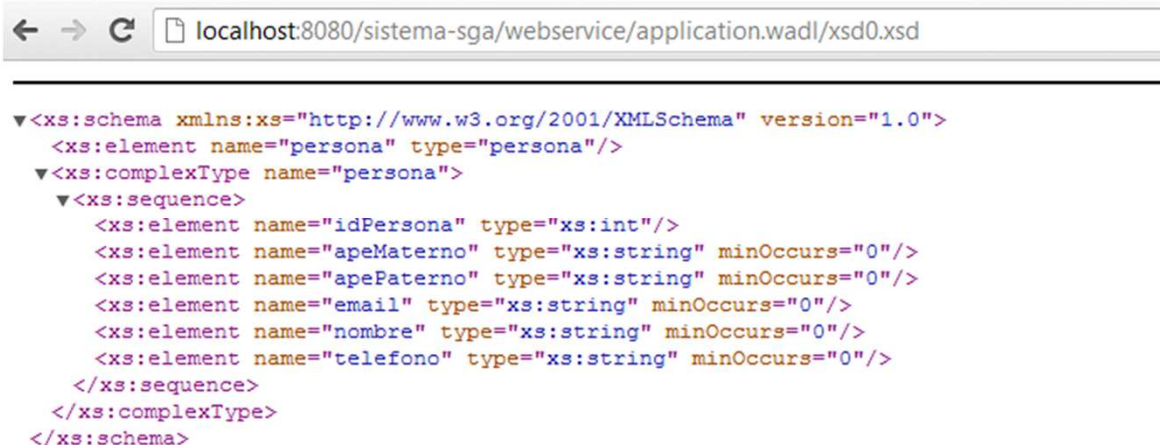 localhost:8080/sistema-sga/webservice/application.wadl/xsd0.xsd
▼<xs:schema xmlns:xs="http://www.w3.org/2001/XMLSchema" version="1.0">
<xs:element name="persona" type="persona"/>
▼<xs:complexType name="persona">
▼<xs:sequence>
<xs:element name="idPersona" type="xs:int"/>
<xs:element name="apeMaterno" type="xs:string" minOccurs="0"/>
<xs:element name="apePaterno" type="xs:string" minOccurs="0"/>
<xs:element name="email" type="xs:string" minOccurs="0"/>
<xs:element name="nombre" type="xs:string" minOccurs="0"/>
<xs:element name="telefono" type="xs:string" minOccurs="0"/>
</xs:sequence>
</xs:complexType>
</xs:schema>